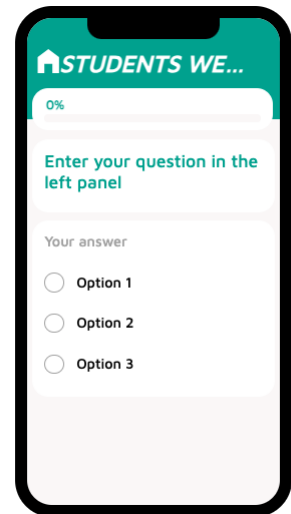 STUDENTS WE...
0%
Enter your question in the
left panel
Your answer
Option 1
Option 2
Option 3